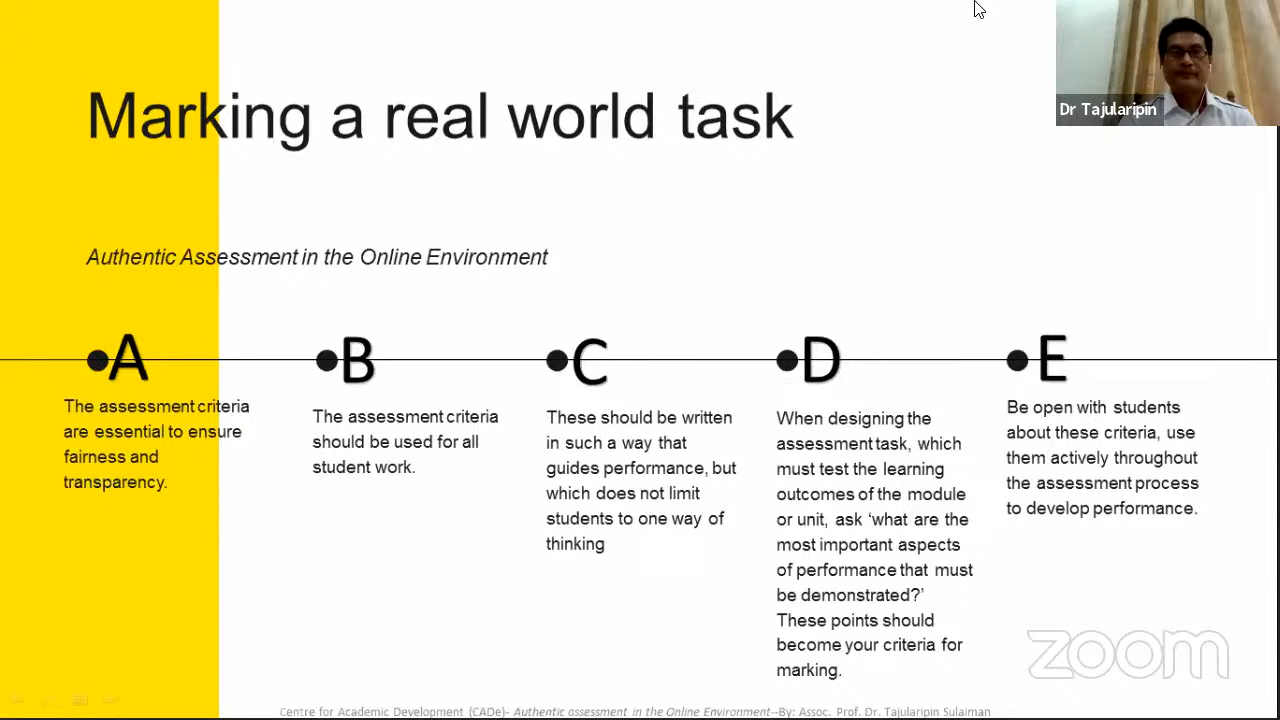 Marking a real world task
Dr Tajularipin
Authentic Assessment in the Online Environment
A
The assessment criteria
are essential to ensure
fairness and
transparency.
B
The assessment criteria
should be used for all
student work.
C
These should be written
in such a way that
guides performance, but
which does not limit
students to one way of
thinking
D
When designing the
assessment task, which
must test the learning
outcomes of the module
or unit, ask ‘what are the
most important aspects
of performance that must
be demonstrated?’
These points should
become your criteria for
marking.
E
Be open with students
about these criteria, use
them actively throughout
the assessment process
to develop performance.
zoom
Centre for Academic Development (CADe)- Authentic assessment in the Online Environment--By: Assoc. Prof. Dr. Tajularipin Sulaiman